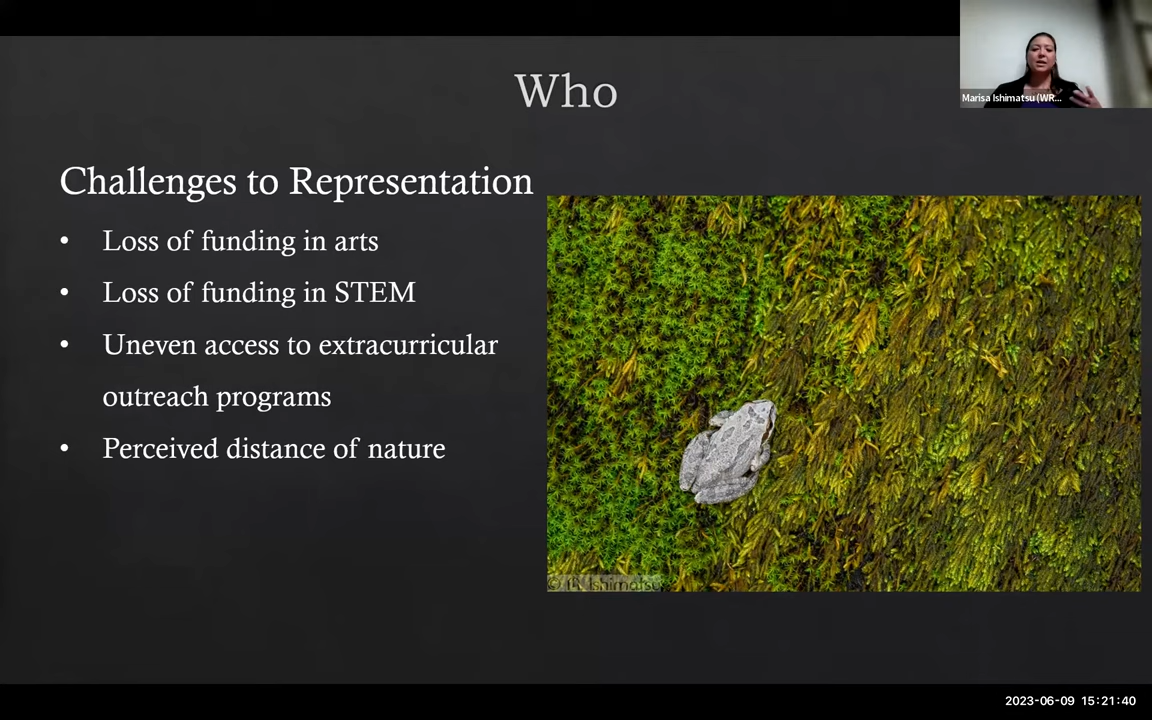 Who
Marisa Ishimatsu (WR...
Challenges to Representation
• Loss of funding in arts
• Loss of funding in STEM
• Uneven access to extracurricular
outreach programs
• Perceived distance of nature
Ishimatsu
2023-06-09 15:21:40